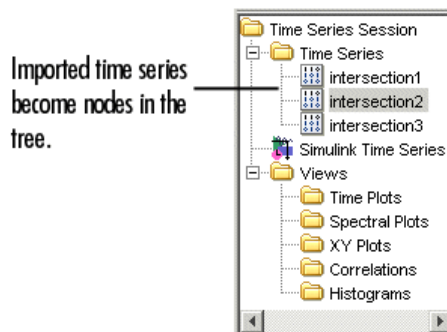 Imported time series
become nodes in the
tree.
Time Series Session
Time Series
intersection1
intersection2
intersection3
Simulink Time Series
Views
Time Plots
Spectral Plots
XY Plots
Correlations
Histograms